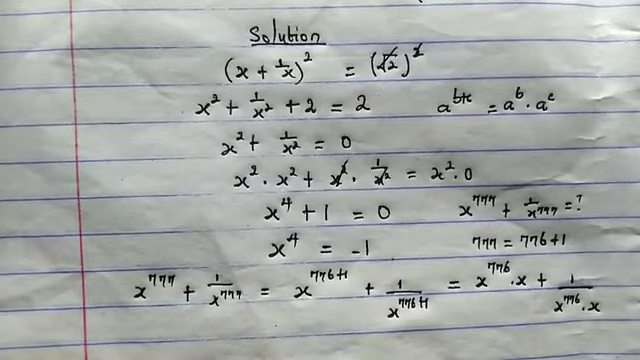 Solution
(x + 1/x)² = (√2)²
x² + 1/x² + 2 = 2 a^(b+c) = a^b · a^c
x² + 1/x² = 0
x² · x² + x² · 1/x² = x² · 0
x⁴ + 1 = 0 x^777 + 1/x^777 = ?
x⁴ = -1 777 = 776+1
x^777 + 1/x^777 = x^(776+1) + 1/x^(776+1) = x^776 · x + 1/(x^776 · x)